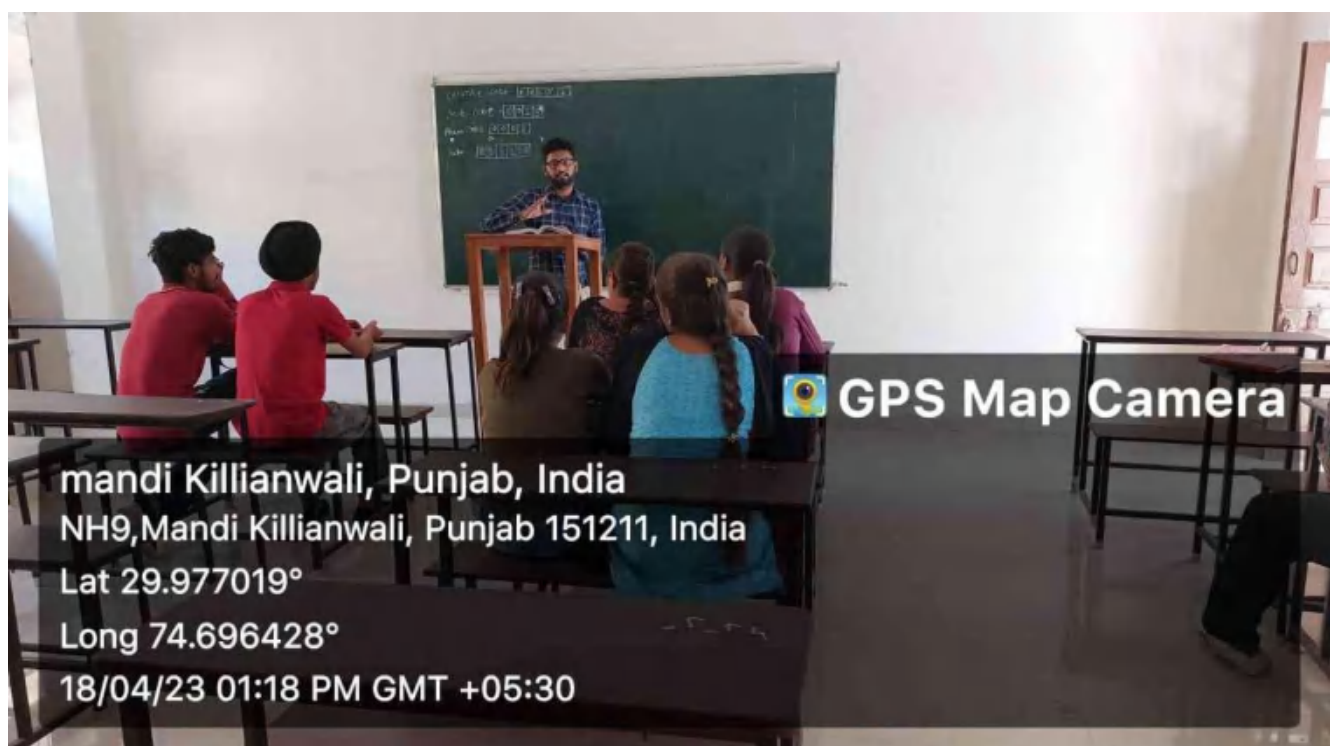 GPS Map Camera
mandi Killianwali, Punjab, India
NH9,Mandi Killianwali, Punjab 151211, India
Lat 29.977019°
Long 74.696428°
18/04/23 01:18 PM GMT +05:30